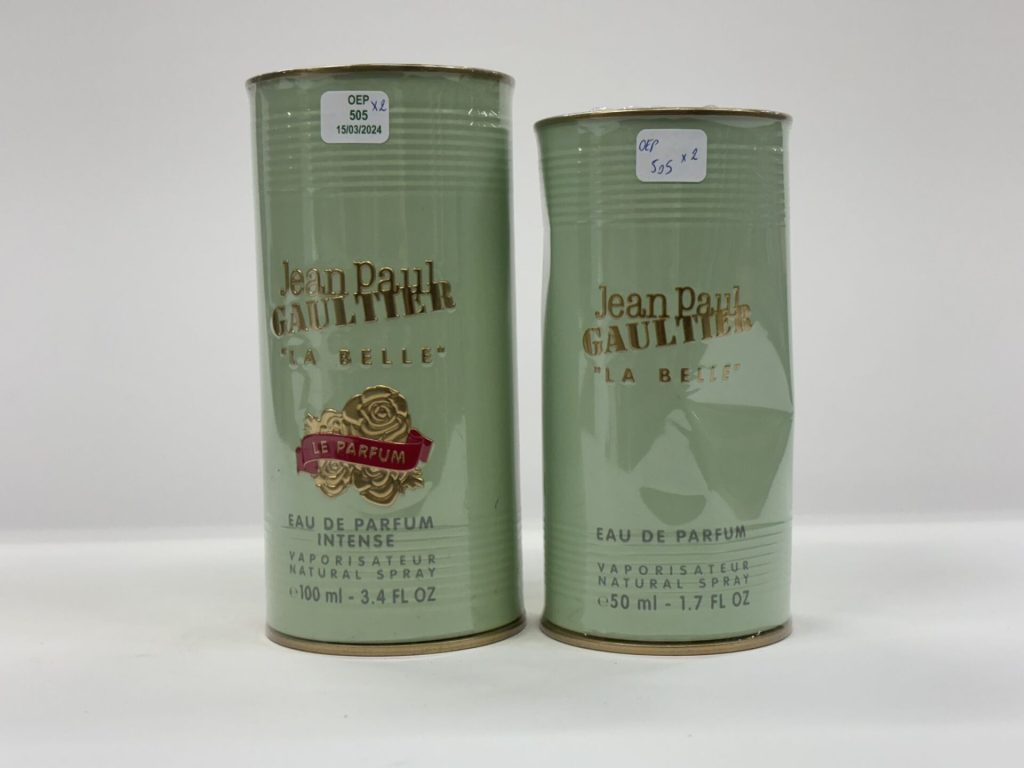 OEP x2
505
15/03/2024
Jean Paul
GAULTIER
"LA BELLE"
LE PARFUM
EAU DE PARFUM
INTENSE
VAPORISATEUR
NATURAL SPRAY
℮100 ml - 3.4 FL OZ
OEP
505 x2
Jean Paul
GAULTIER
"LA BELLE"
EAU DE PARFUM
VAPORISATEUR
NATURAL SPRAY
℮50 ml - 1.7 FL OZ